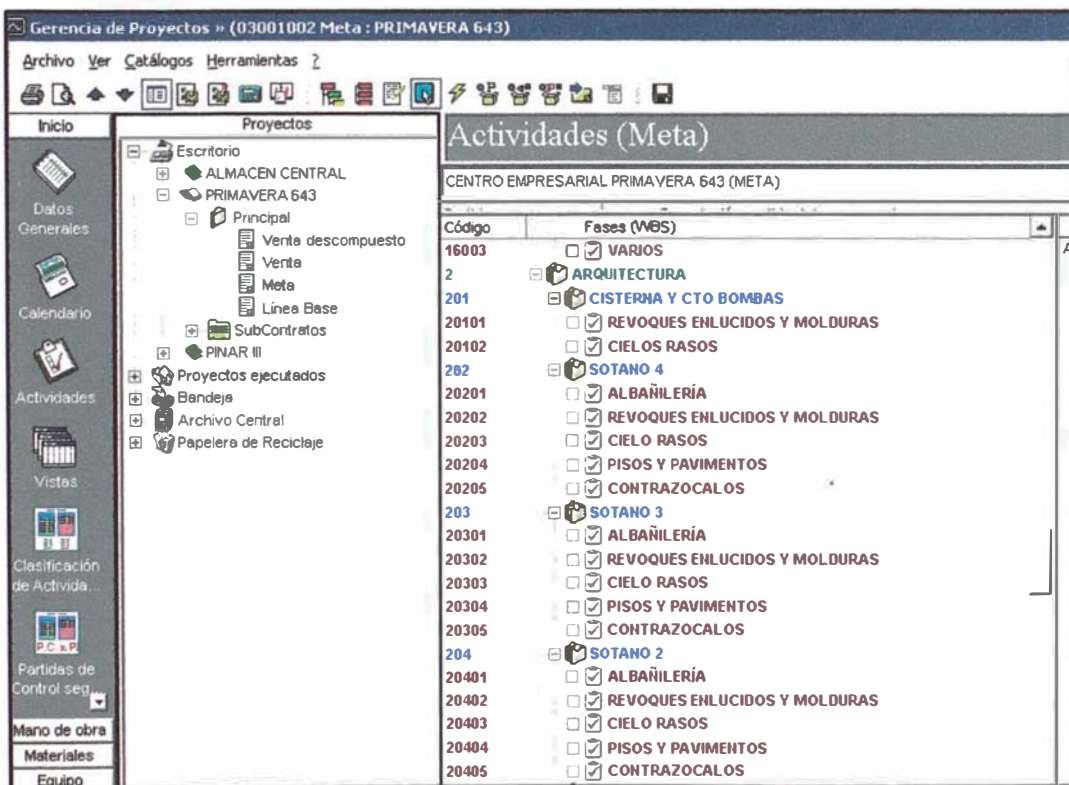 Gerencia de Proyectos » (03001002 Meta : PRIMAVERA 643)
Archivo Ver Catálogos Herramientas ?
Inicio
Datos Generales
Calendario
Actividades
Vistas
Clasificación de Activida...
P.C. x P.
Partidas de Control seg...
Mano de obra
Materiales
Equipo
Proyectos
Escritorio
ALMACEN CENTRAL
PRIMAVERA 643
Principal
Venta descompuesto
Venta
Meta
Línea Base
SubContratos
PINAR III
Proyectos ejecutados
Bandeja
Archivo Central
Papelera de Reciclaje
Actividades (Meta)
CENTRO EMPRESARIAL PRIMAVERA 643 (META)
Código Fases (WBS)
16003 VARIOS
2 ARQUITECTURA
201 CISTERNA Y CTO BOMBAS
20101 REVOQUES ENLUCIDOS Y MOLDURAS
20102 CIELOS RASOS
202 SOTANO 4
20201 ALBAÑILERÍA
20202 REVOQUES ENLUCIDOS Y MOLDURAS
20203 CIELO RASOS
20204 PISOS Y PAVIMENTOS
20205 CONTRAZOCALOS
203 SOTANO 3
20301 ALBAÑILERÍA
20302 REVOQUES ENLUCIDOS Y MOLDURAS
20303 CIELO RASOS
20304 PISOS Y PAVIMENTOS
20305 CONTRAZOCALOS
204 SOTANO 2
20401 ALBAÑILERÍA
20402 REVOQUES ENLUCIDOS Y MOLDURAS
20403 CIELO RASOS
20404 PISOS Y PAVIMENTOS
20405 CONTRAZOCALOS